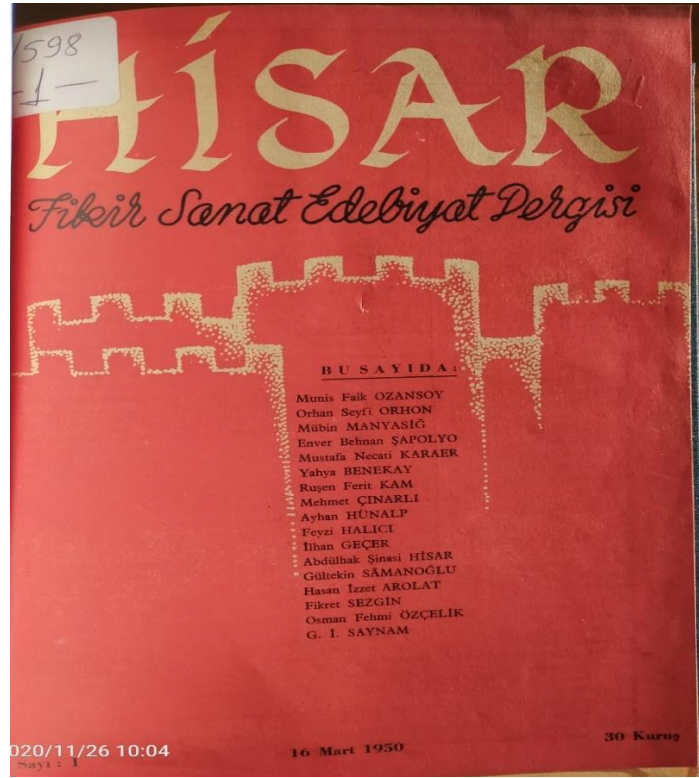 /598
-1-
HİSAR
Fikir Sanat Edebiyat Dergisi
BU SAYIDA:
Munis Faik OZANSOY
Orhan Seyfi ORHON
Mübin MANYASİĞ
Enver Behnan ŞAPOLYO
Mustafa Necati KARAER
Yahya BENEKAY
Ruşen Ferit KAM
Mehmet ÇINARLI
Ayhan HÜNALP
Feyzi HALICI
İlhan GEÇER
Abdülhak Şinasi HİSAR
Gültekin SÂMANOĞLU
Hasan İzzet AROLAT
Fikret SEZGİN
Osman Fehmi ÖZÇELİK
G. İ. SAYNAM
020/11/26 10:04
Sayı : 1
16 Mart 1950
30 Kuruş